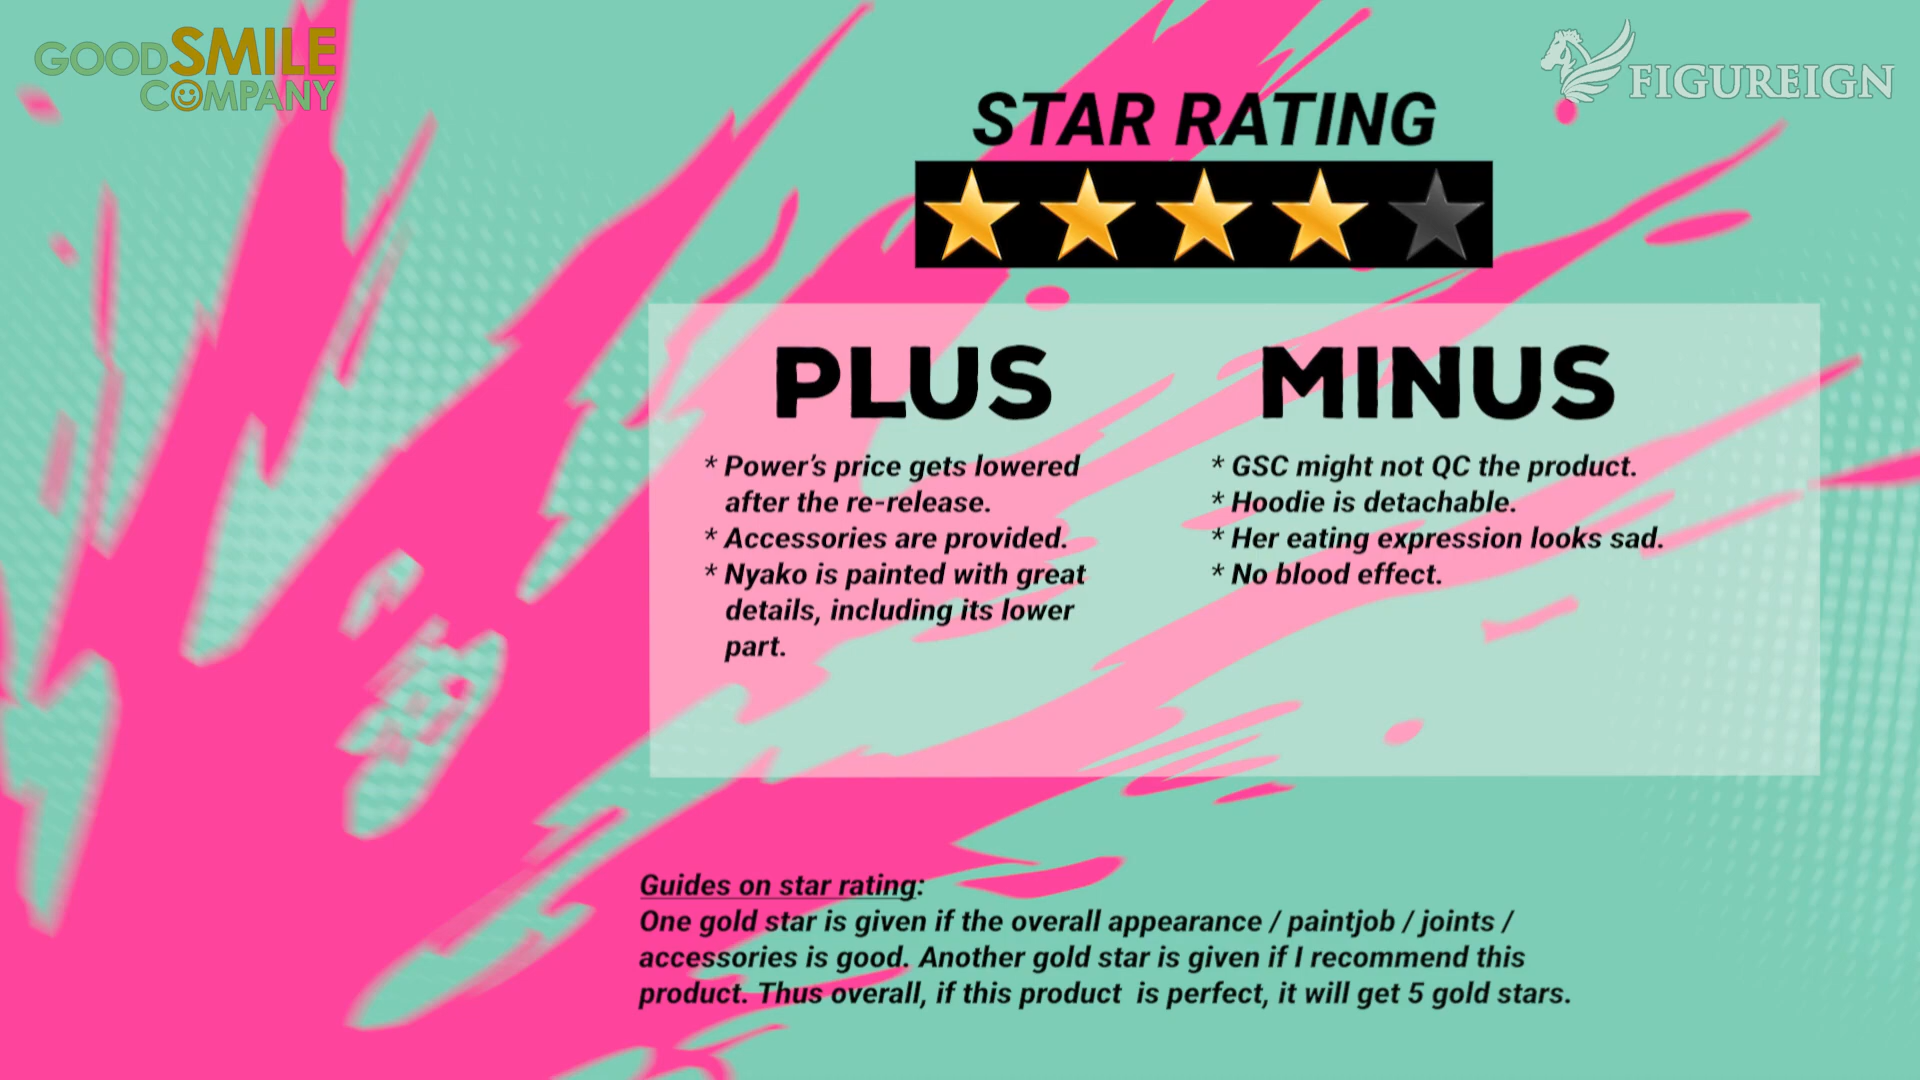 GOODSMILE
COMPANY
FIGUREIGN
STAR RATING
PLUS
* Power's price gets lowered
after the re-release.
* Accessories are provided.
* Nyako is painted with great
details, including its lower
part.
MINUS
* GSC might not QC the product.
* Hoodie is detachable.
* Her eating expression looks sad.
* No blood effect.
Guides on star rating:
One gold star is given if the overall appearance / paintjob / joints /
accessories is good. Another gold star is given if I recommend this
product. Thus overall, if this product  is perfect, it will get 5 gold stars.